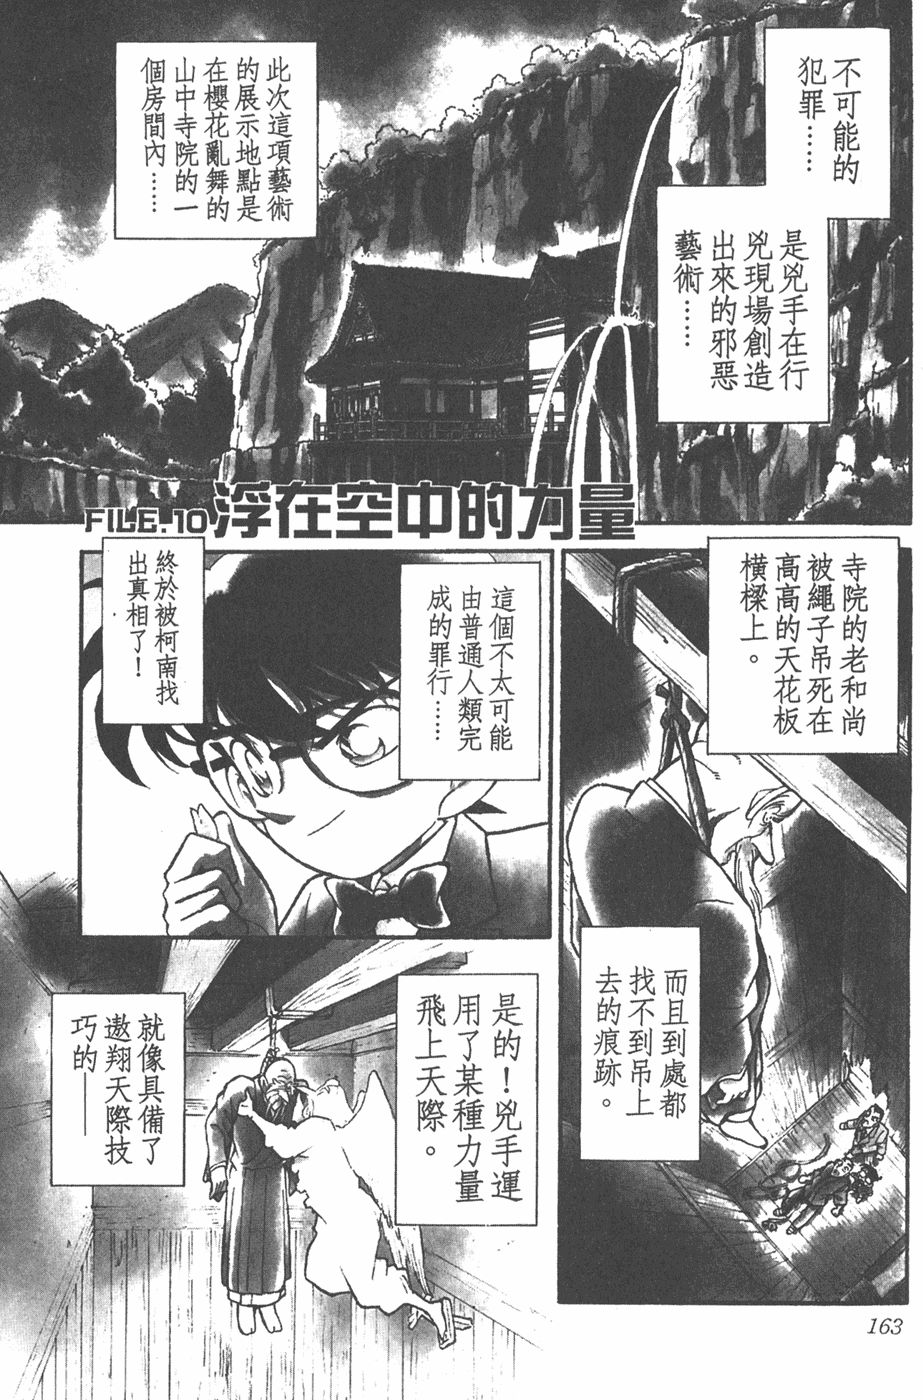 不可能的
犯罪……
是兇手在行
兇現場創造
出來的邪惡
藝術……
此次這項藝術
的展示地點是
在櫻花亂舞的
山中寺院的一
個房間內……
FILE.10 浮在空中的力量
寺院的老和尚
被繩子吊死在
高高的天花板
橫樑上。
而且到處都
找不到吊上
去的痕跡。
這個不太可能
由普通人類完
成的罪行……
終於被柯南找
出真相了！
是的！兇手運
用了某種力量
飛上天際。
就像具備了
遨翔天際技
巧的——
163